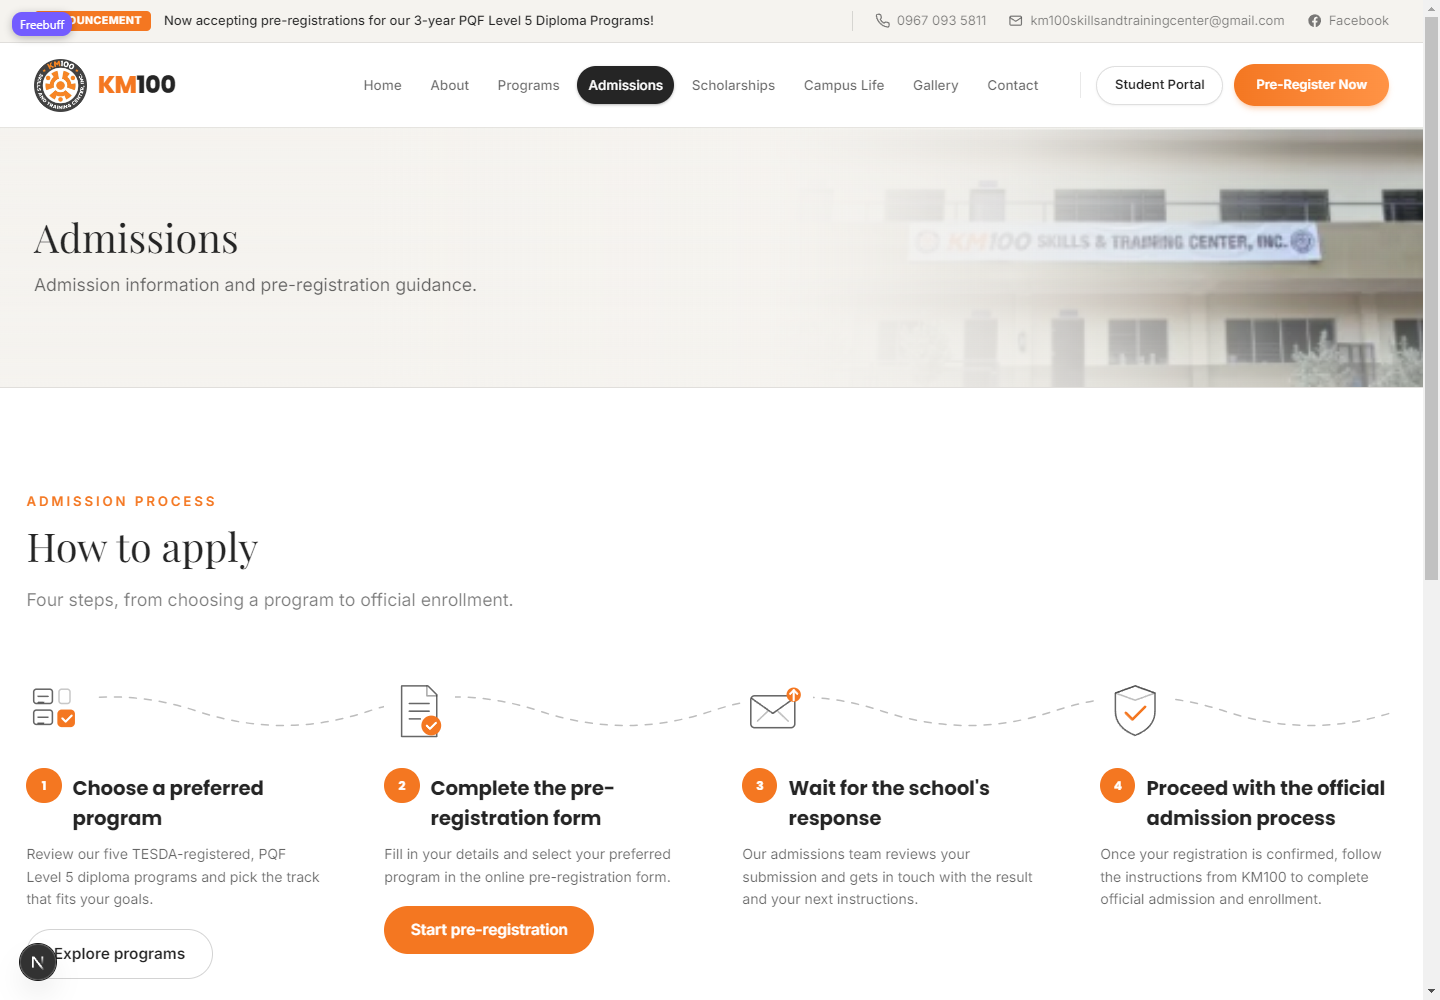 Freebuff
OUNCEMENT
Now accepting pre-registrations for our 3-year PQF Level 5 Diploma Programs!
0967 093 5811
km100skillsandtrainingcenter@gmail.com
Facebook
KM100
Home
About
Programs
Admissions
Scholarships
Campus Life
Gallery
Contact
Student Portal
Pre-Register Now
KM100 SKILLS & TRAINING CENTER, INC.
Admissions
Admission information and pre-registration guidance.
ADMISSION PROCESS
How to apply
Four steps, from choosing a program to official enrollment.
1
Choose a preferred
program
Review our five TESDA-registered, PQF
Level 5 diploma programs and pick the track
that fits your goals.
Explore programs
2
Complete the pre-
registration form
Fill in your details and select your preferred
program in the online pre-registration form.
Start pre-registration
3
Wait for the school's
response
Our admissions team reviews your
submission and gets in touch with the result
and your next instructions.
4
Proceed with the official
admission process
Once your registration is confirmed, follow
the instructions from KM100 to complete
official admission and enrollment.
N